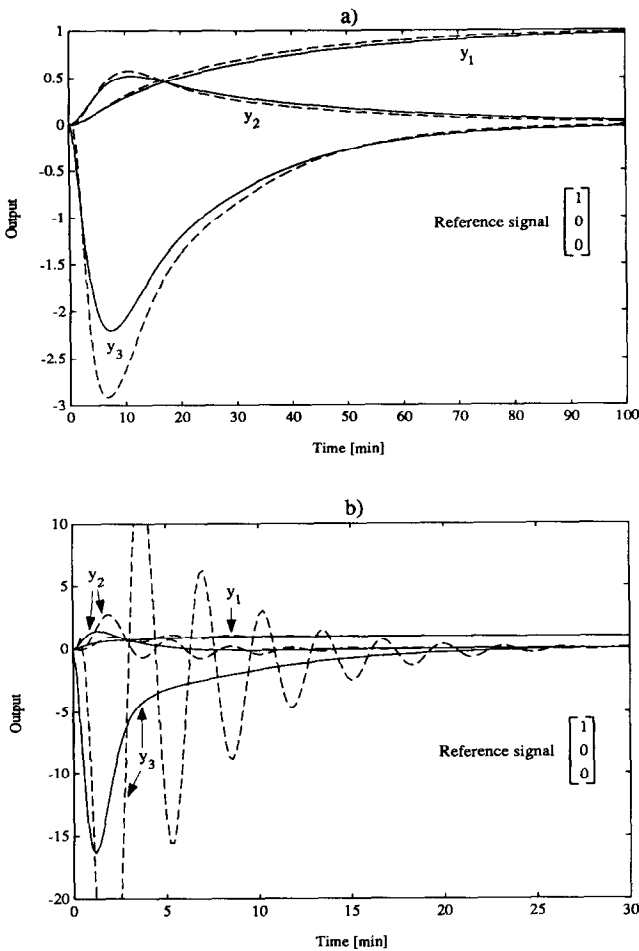 a)
1
0.5
0
-0.5
-1
-1.5
-2
-2.5
-3
Output
y1
y2
y3
Reference signal [1 0 0]
0 10 20 30 40 50 60 70 80 90 100
Time [min]
b)
10
5
0
-5
-10
-15
-20
Output
y2
y1
y3
Reference signal [1 0 0]
0 5 10 15 20 25 30
Time [min]